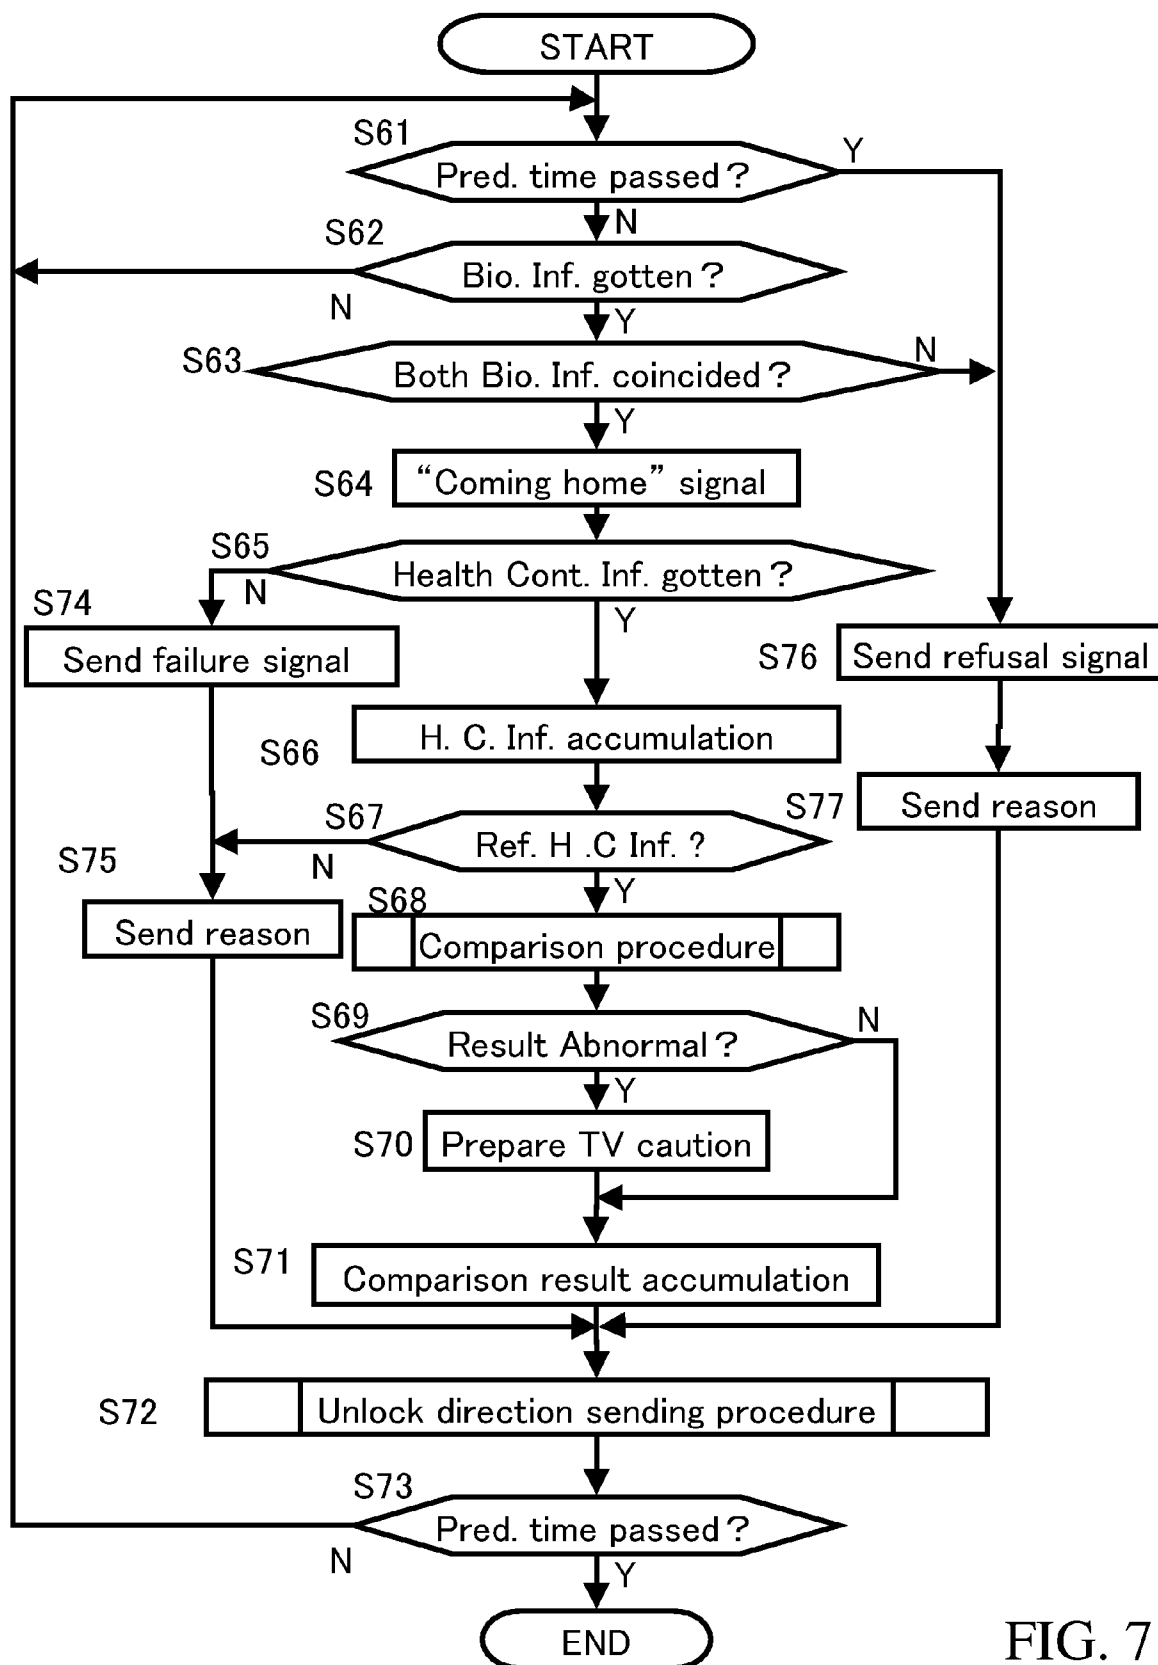 START
S61
Pred. time passed?
Y
N
S62
Bio. Inf. gotten?
N
Y
S63
Both Bio. Inf. coincided?
N
Y
S64
“Coming home” signal
S65
Health Cont. Inf. gotten?
N
Y
S74
Send failure signal
S76
Send refusal signal
S66
H. C. Inf. accumulation
S77
Send reason
S67
Ref. H .C Inf. ?
N
Y
S75
Send reason
S68
Comparison procedure
S69
Result Abnormal?
N
Y
S70
Prepare TV caution
S71
Comparison result accumulation
S72
Unlock direction sending procedure
S73
Pred. time passed?
N
Y
END
FIG. 7